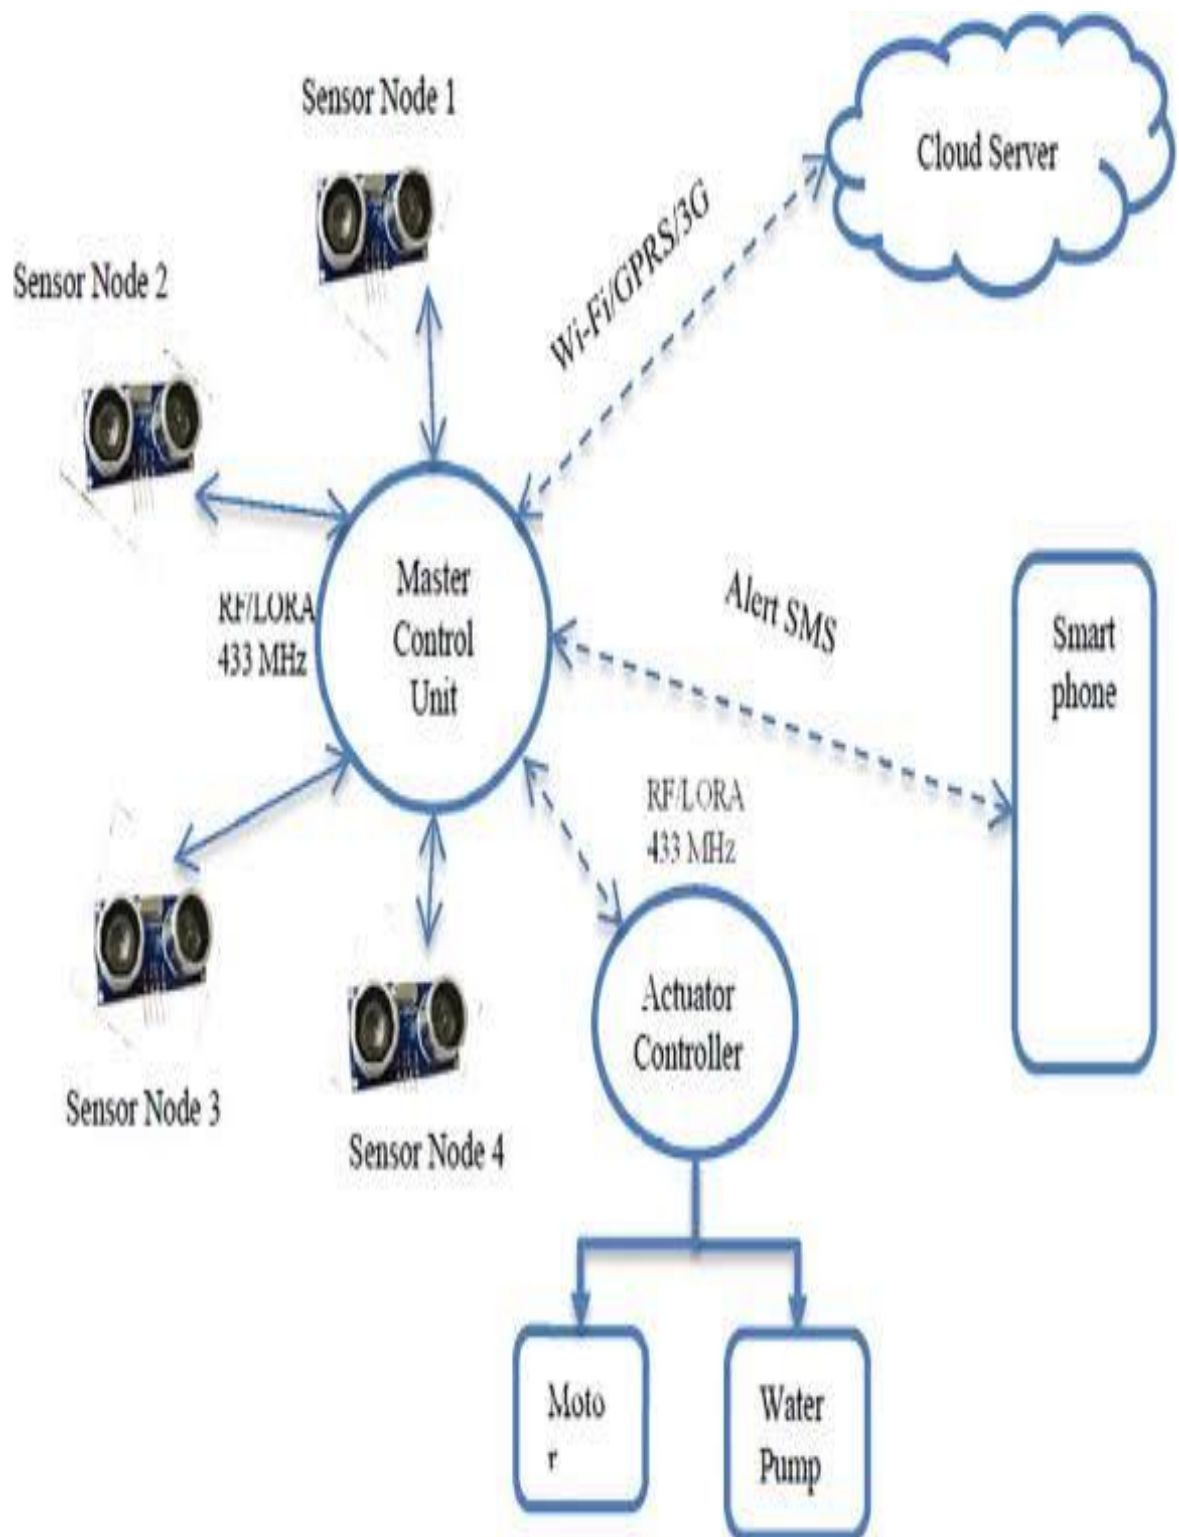 Sensor Node 1
Cloud Server
Wi-Fi/GPRS/3G
Sensor Node 2
Master
Control
Unit
RF/LORA
433 MHz
Alert SMS
Smart
phone
RF/LORA
433 MHz
Actuator
Controller
Sensor Node 3
Sensor Node 4
Moto
r
Water
Pump